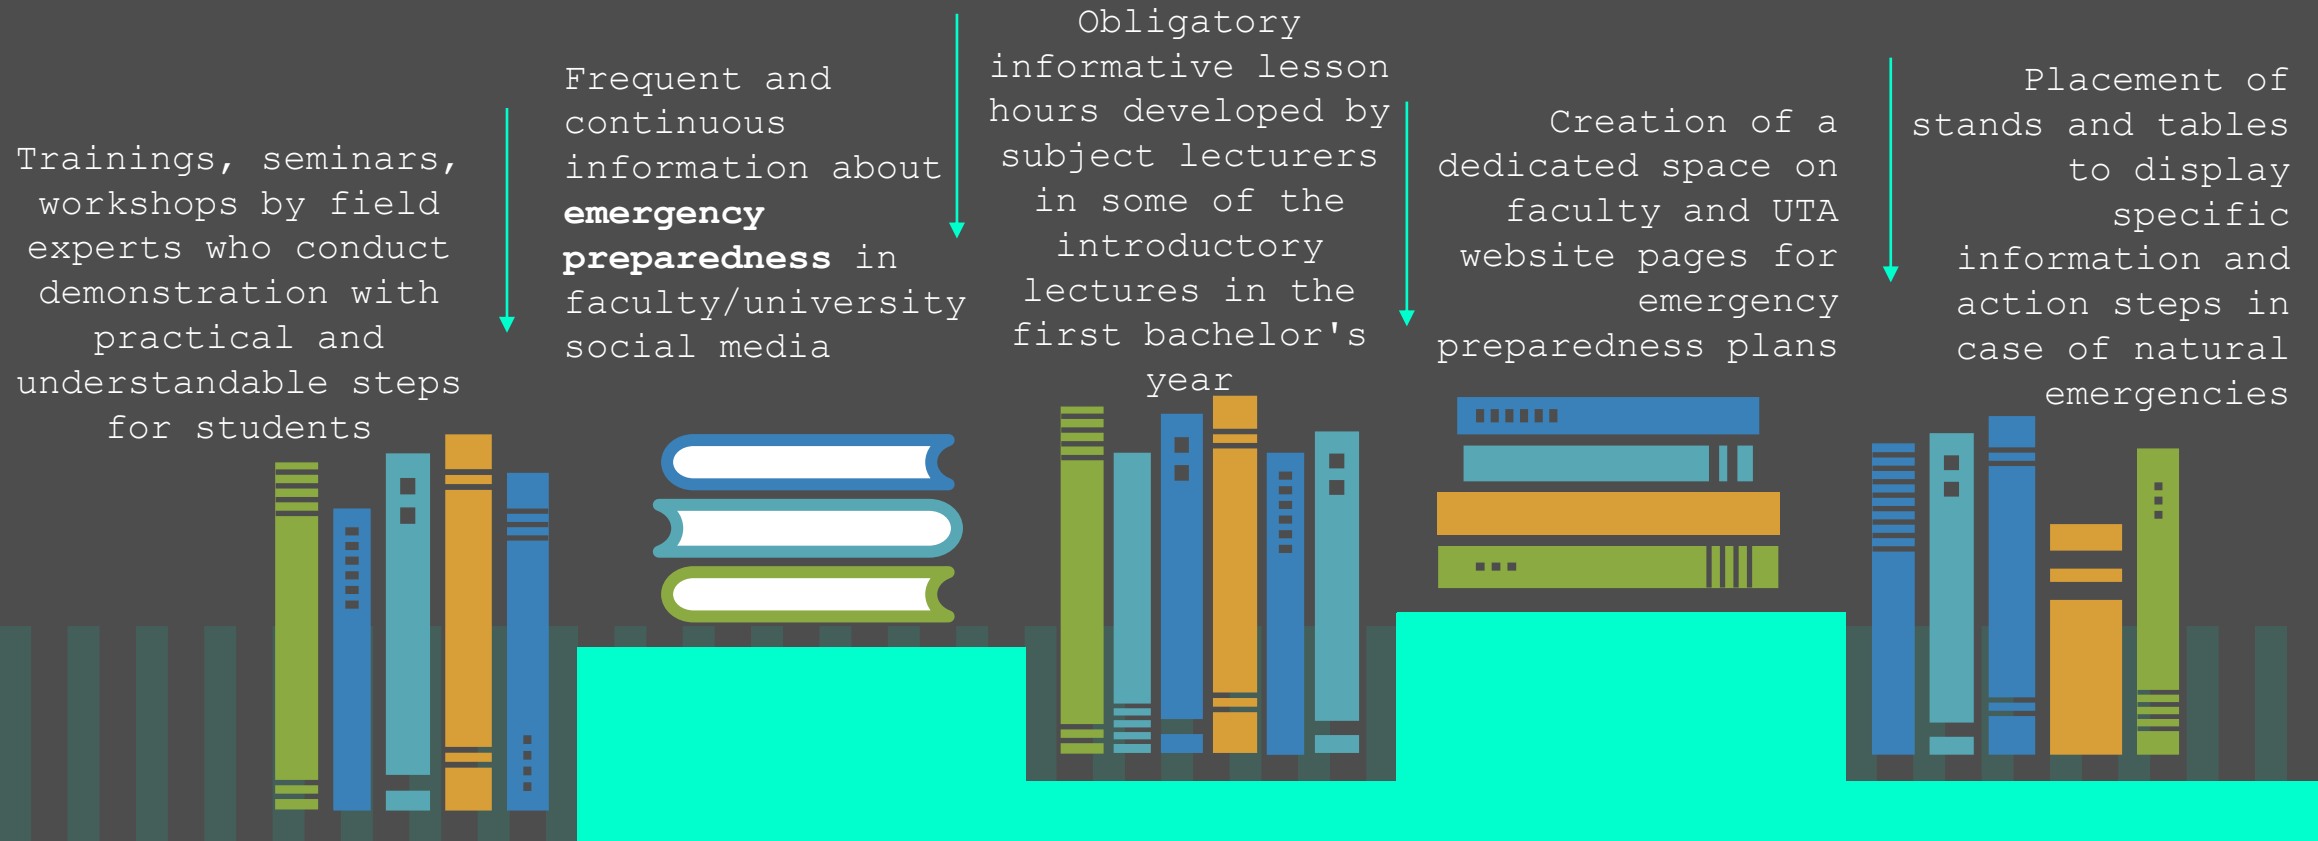 Trainings, seminars,
workshops by field
experts who conduct
demonstration with
practical and
understandable steps
for students
Frequent and
continuous
information about
emergency
preparedness in
faculty/university
social media
Obligatory
informative lesson
hours developed by
subject lecturers
in some of the
introductory
lectures in the
first bachelor's
year
Creation of a
dedicated space on
faculty and UTA
website pages for
emergency
preparedness plans
Placement of
stands and tables
to display
specific
information and
action steps in
case of natural
emergencies